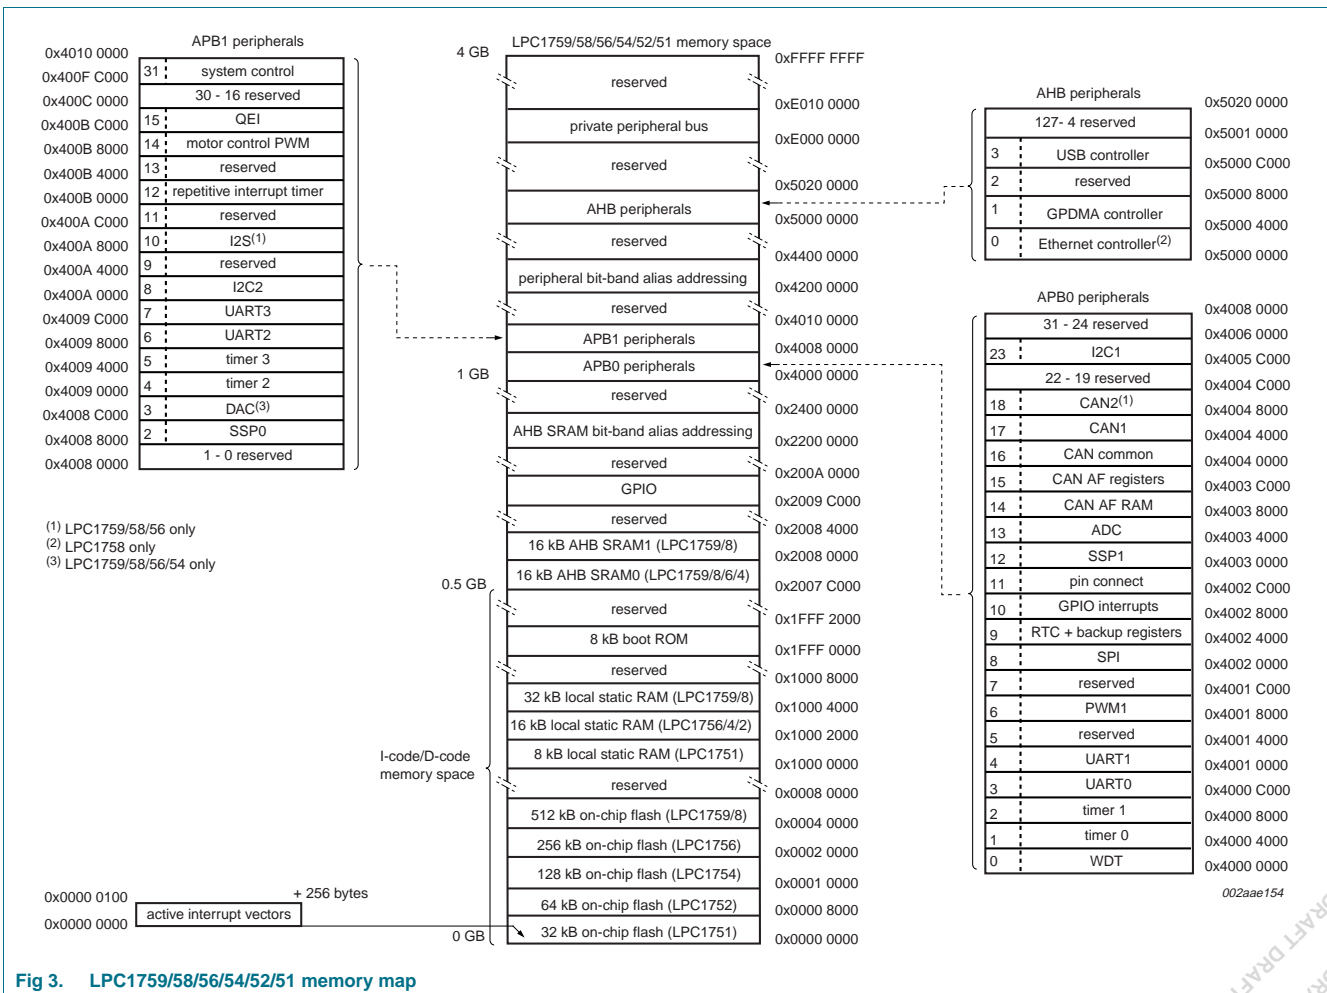 APB1 peripherals
0x4010 0000
31 system control
0x400F C000
30 - 16 reserved
0x400C 0000
15 QEI
0x400B C000
14 motor control PWM
0x400B 8000
13 reserved
0x400B 4000
12 repetitive interrupt timer
0x400B 0000
11 reserved
0x400A C000
10 I2S(1)
0x400A 8000
9 reserved
0x400A 4000
8 I2C2
0x400A 0000
7 UART3
0x4009 C000
6 UART2
0x4009 8000
5 timer 3
0x4009 4000
4 timer 2
0x4009 0000
3 DAC(3)
0x4008 C000
2 SSP0
0x4008 8000
1 - 0 reserved
0x4008 0000
(1) LPC1759/58/56 only
(2) LPC1758 only
(3) LPC1759/58/56/54 only
0x0000 0100
+ 256 bytes
active interrupt vectors
0x0000 0000
LPC1759/58/56/54/52/51 memory space
4 GB
0xFFFF FFFF
reserved
0xE010 0000
private peripheral bus
0xE000 0000
reserved
0x5020 0000
AHB peripherals
0x5000 0000
reserved
0x4400 0000
peripheral bit-band alias addressing
0x4200 0000
reserved
0x4010 0000
APB1 peripherals
0x4008 0000
APB0 peripherals
1 GB
0x4000 0000
reserved
0x2400 0000
AHB SRAM bit-band alias addressing
0x2200 0000
reserved
0x200A 0000
GPIO
0x2009 C000
reserved
0x2008 4000
16 kB AHB SRAM1 (LPC1759/8)
0x2008 0000
16 kB AHB SRAM0 (LPC1759/8/6/4)
0.5 GB
0x2007 C000
reserved
0x1FFF 2000
8 kB boot ROM
0x1FFF 0000
reserved
0x1000 8000
32 kB local static RAM (LPC1759/8)
0x1000 4000
16 kB local static RAM (LPC1756/4/2)
0x1000 2000
8 kB local static RAM (LPC1751)
0x1000 0000
I-code/D-code
memory space
reserved
0x0008 0000
512 kB on-chip flash (LPC1759/8)
0x0004 0000
256 kB on-chip flash (LPC1756)
0x0002 0000
128 kB on-chip flash (LPC1754)
0x0001 0000
64 kB on-chip flash (LPC1752)
0x0000 8000
32 kB on-chip flash (LPC1751)
0 GB
0x0000 0000
AHB peripherals
0x5020 0000
127- 4 reserved
0x5001 0000
3 USB controller
0x5000 C000
2 reserved
0x5000 8000
1 GPDMA controller
0x5000 4000
0 Ethernet controller(2)
0x5000 0000
APB0 peripherals
0x4008 0000
31 - 24 reserved
0x4006 0000
23 I2C1
0x4005 C000
22 - 19 reserved
0x4004 C000
18 CAN2(1)
0x4004 8000
17 CAN1
0x4004 4000
16 CAN common
0x4004 0000
15 CAN AF registers
0x4003 C000
14 CAN AF RAM
0x4003 8000
13 ADC
0x4003 4000
12 SSP1
0x4003 0000
11 pin connect
0x4002 C000
10 GPIO interrupts
0x4002 8000
9 RTC + backup registers
0x4002 4000
8 SPI
0x4002 0000
7 reserved
0x4001 C000
6 PWM1
0x4001 8000
5 reserved
0x4001 4000
4 UART1
0x4001 0000
3 UART0
0x4000 C000
2 timer 1
0x4000 8000
1 timer 0
0x4000 4000
0 WDT
0x4000 0000
002aae154
DRAFT DRAFT
Fig 3. LPC1759/58/56/54/52/51 memory map